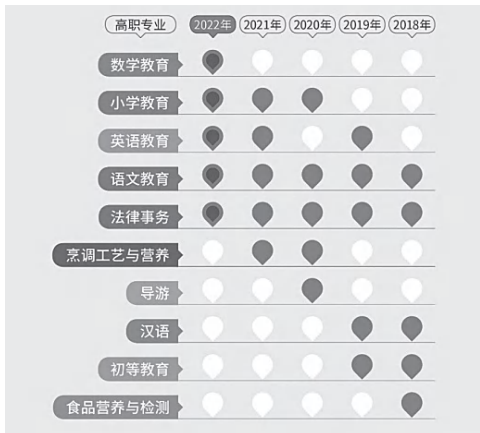 高职专业 2022年 2021年 2020年 2019年 2018年
数学教育
小学教育
英语教育
语文教育
法律事务
烹调工艺与营养
导游
汉语
初等教育
食品营养与检测